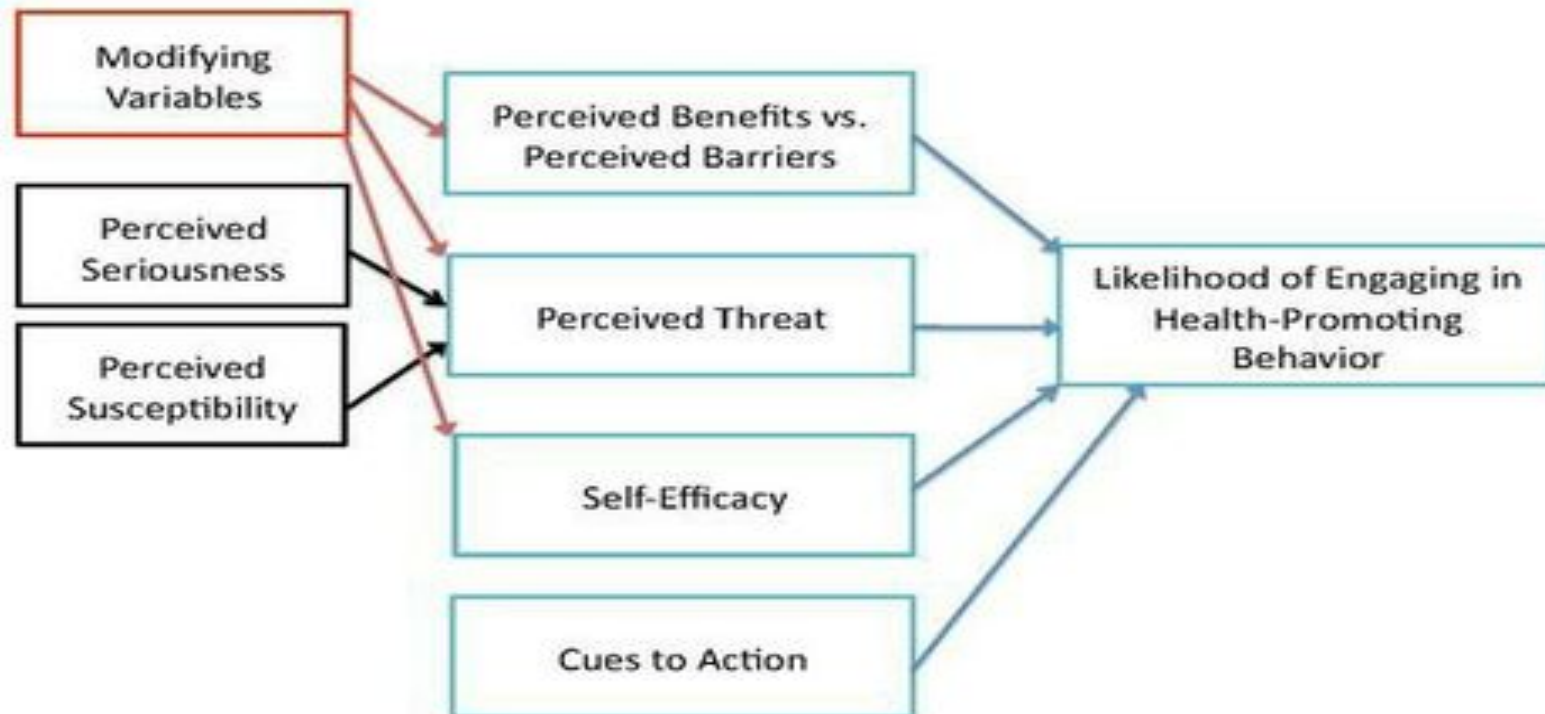 Modifying
Variables
Perceived Benefits vs.
Perceived Barriers
Perceived
Seriousness
Perceived Threat
Likelihood of Engaging in
Health-Promoting
Behavior
Perceived
Susceptibility
Self-Efficacy
Cues to Action